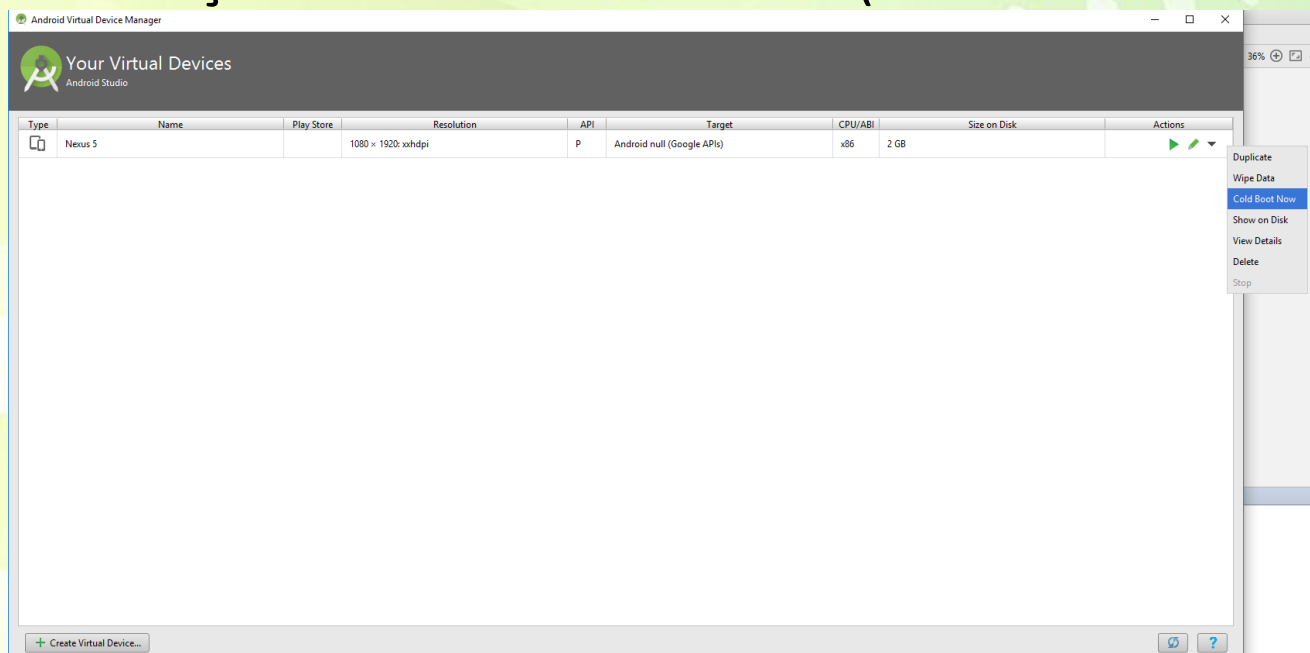 Android Virtual Device Manager
Your Virtual Devices
Android Studio
36%
Type Name Play Store Resolution API Target CPU/ABI Size on Disk Actions
Nexus 5 1080 × 1920: xxhdpi P Android null (Google APIs) x86 2 GB
Duplicate
Wipe Data
Cold Boot Now
Show on Disk
View Details
Delete
Stop
+ Create Virtual Device...
?